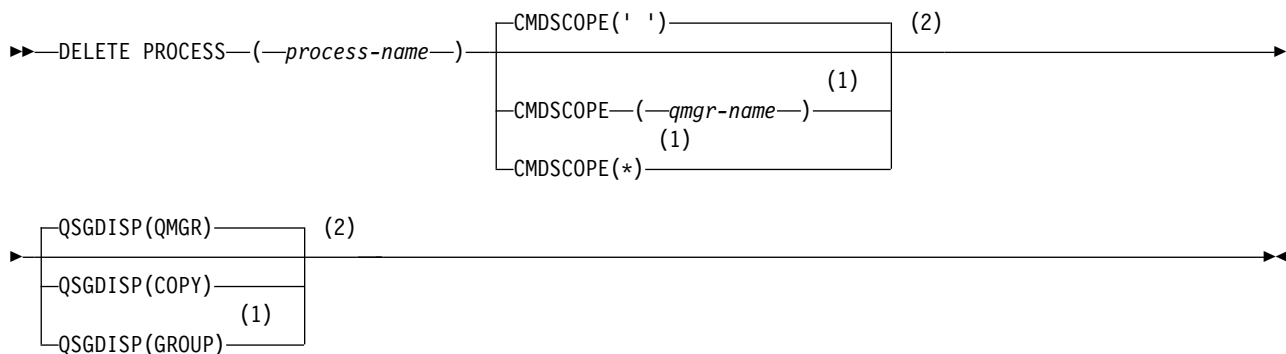 CMDSCOPE(' ') (2)
DELETE PROCESS ( process-name )
(1)
CMDSCOPE ( qmgr-name )
(1)
CMDSCOPE(*)
QSGDISP(QMGR) (2)
QSGDISP(COPY)
(1)
QSGDISP(GROUP)